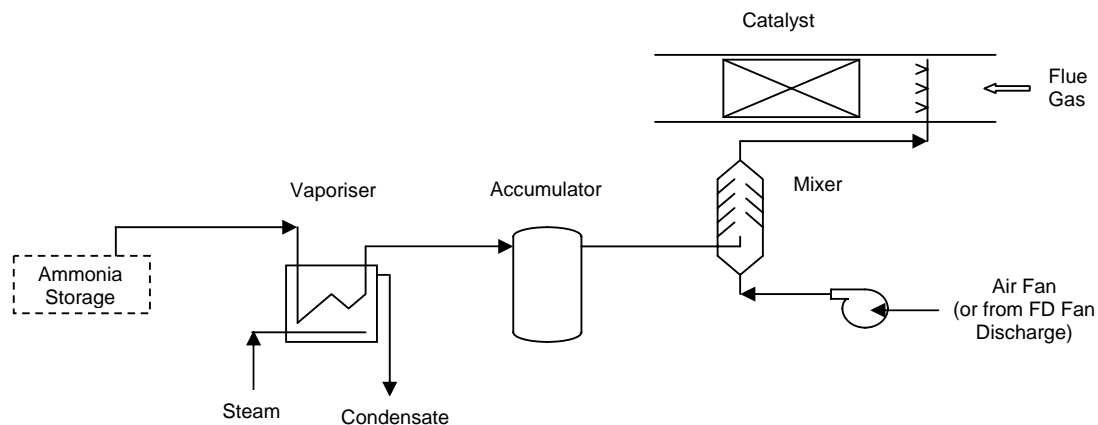 Catalyst
Flue
Gas
Vaporiser
Accumulator
Mixer
Ammonia
Storage
Air Fan
(or from FD Fan
Discharge)
Steam
Condensate